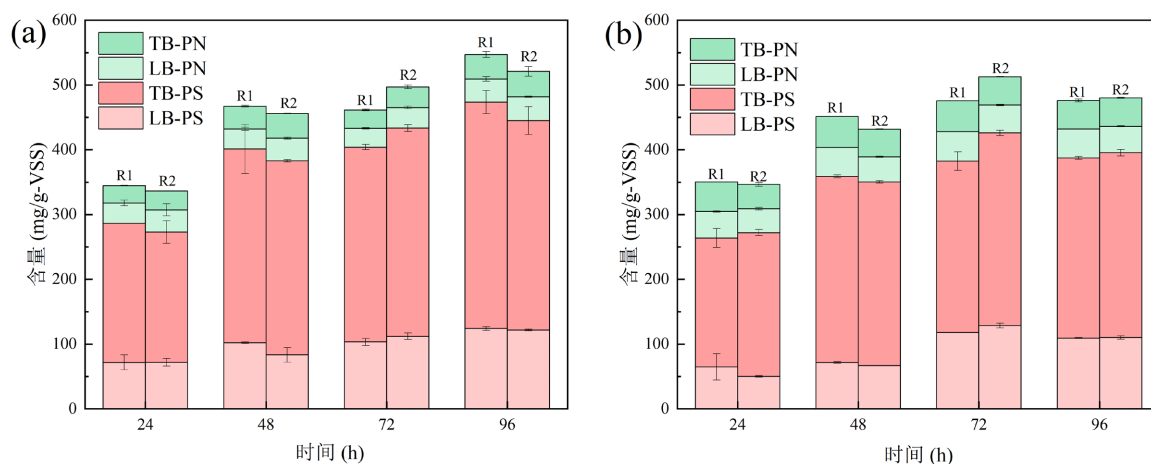 (a)
TB-PN
LB-PN
TB-PS
LB-PS
含量 (mg/g-VSS)
600
500
400
300
200
100
0
R1
R2
R1
R2
R1
R2
R1
R2
24
48
72
96
时间 (h)
(b)
TB-PN
LB-PN
TB-PS
LB-PS
含量 (mg/g-VSS)
600
500
400
300
200
100
0
R1
R2
R1
R2
R1
R2
R1
R2
24
48
72
96
时间 (h)